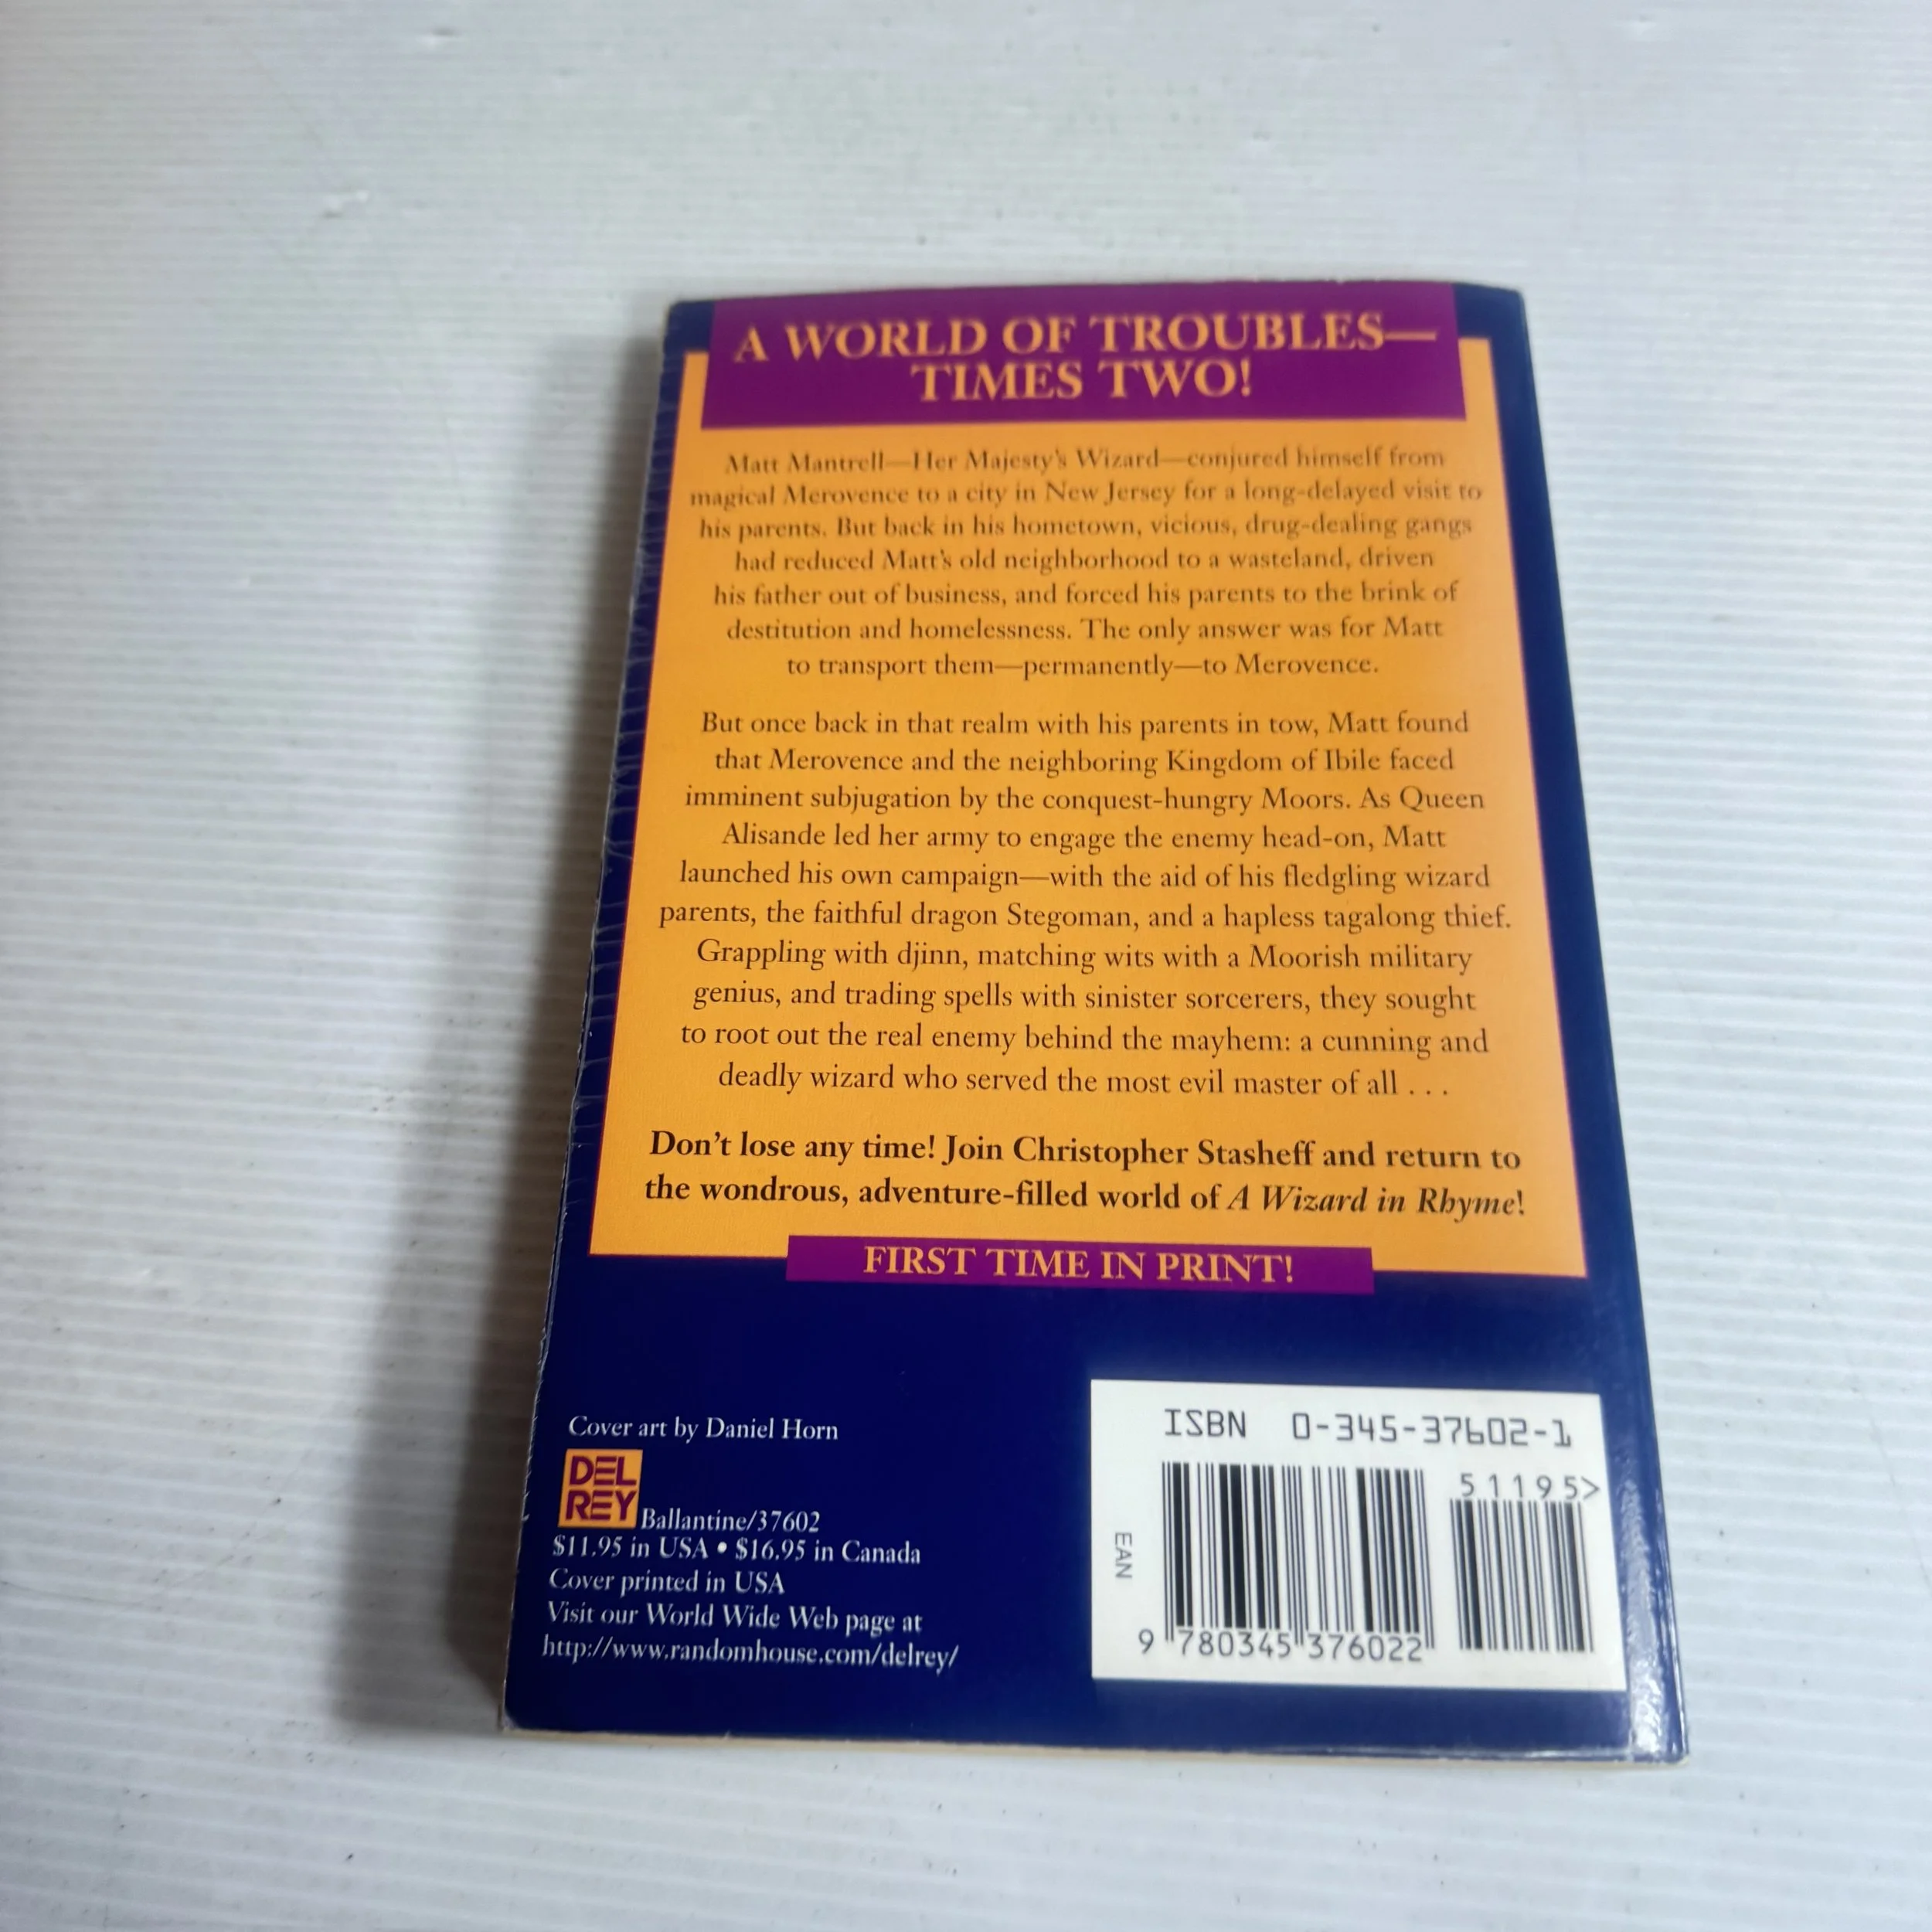 A WORLD OF TROUBLES—
TIMES TWO!
Matt Mantrell—Her Majesty's Wizard—conjured himself from
magical Merovence to a city in New Jersey for a long-delayed visit to
his parents. But back in his hometown, vicious, drug-dealing gangs
had reduced Matt's old neighborhood to a wasteland, driven
his father out of business, and forced his parents to the brink of
destitution and homelessness. The only answer was for Matt
to transport them—permanently—to Merovence.
But once back in that realm with his parents in tow, Matt found
that Merovence and the neighboring Kingdom of Ibile faced
imminent subjugation by the conquest-hungry Moors. As Queen
Alisande led her army to engage the enemy head-on, Matt
launched his own campaign—with the aid of his fledgling wizard
parents, the faithful dragon Stegoman, and a hapless tagalong thief.
Grappling with djinn, matching wits with a Moorish military
genius, and trading spells with sinister sorcerers, they sought
to root out the real enemy behind the mayhem: a cunning and
deadly wizard who served the most evil master of all . . .
Don't lose any time! Join Christopher Stasheff and return to
the wondrous, adventure-filled world of A Wizard in Rhyme!
FIRST TIME IN PRINT!
Cover art by Daniel Horn
DEL
REY
Ballantine/37602
$11.95 in USA • $16.95 in Canada
Cover printed in USA
Visit our World Wide Web page at
http://www.randomhouse.com/delrey/
ISBN 0-345-37602-1
51195>
EAN
9 780345 376022